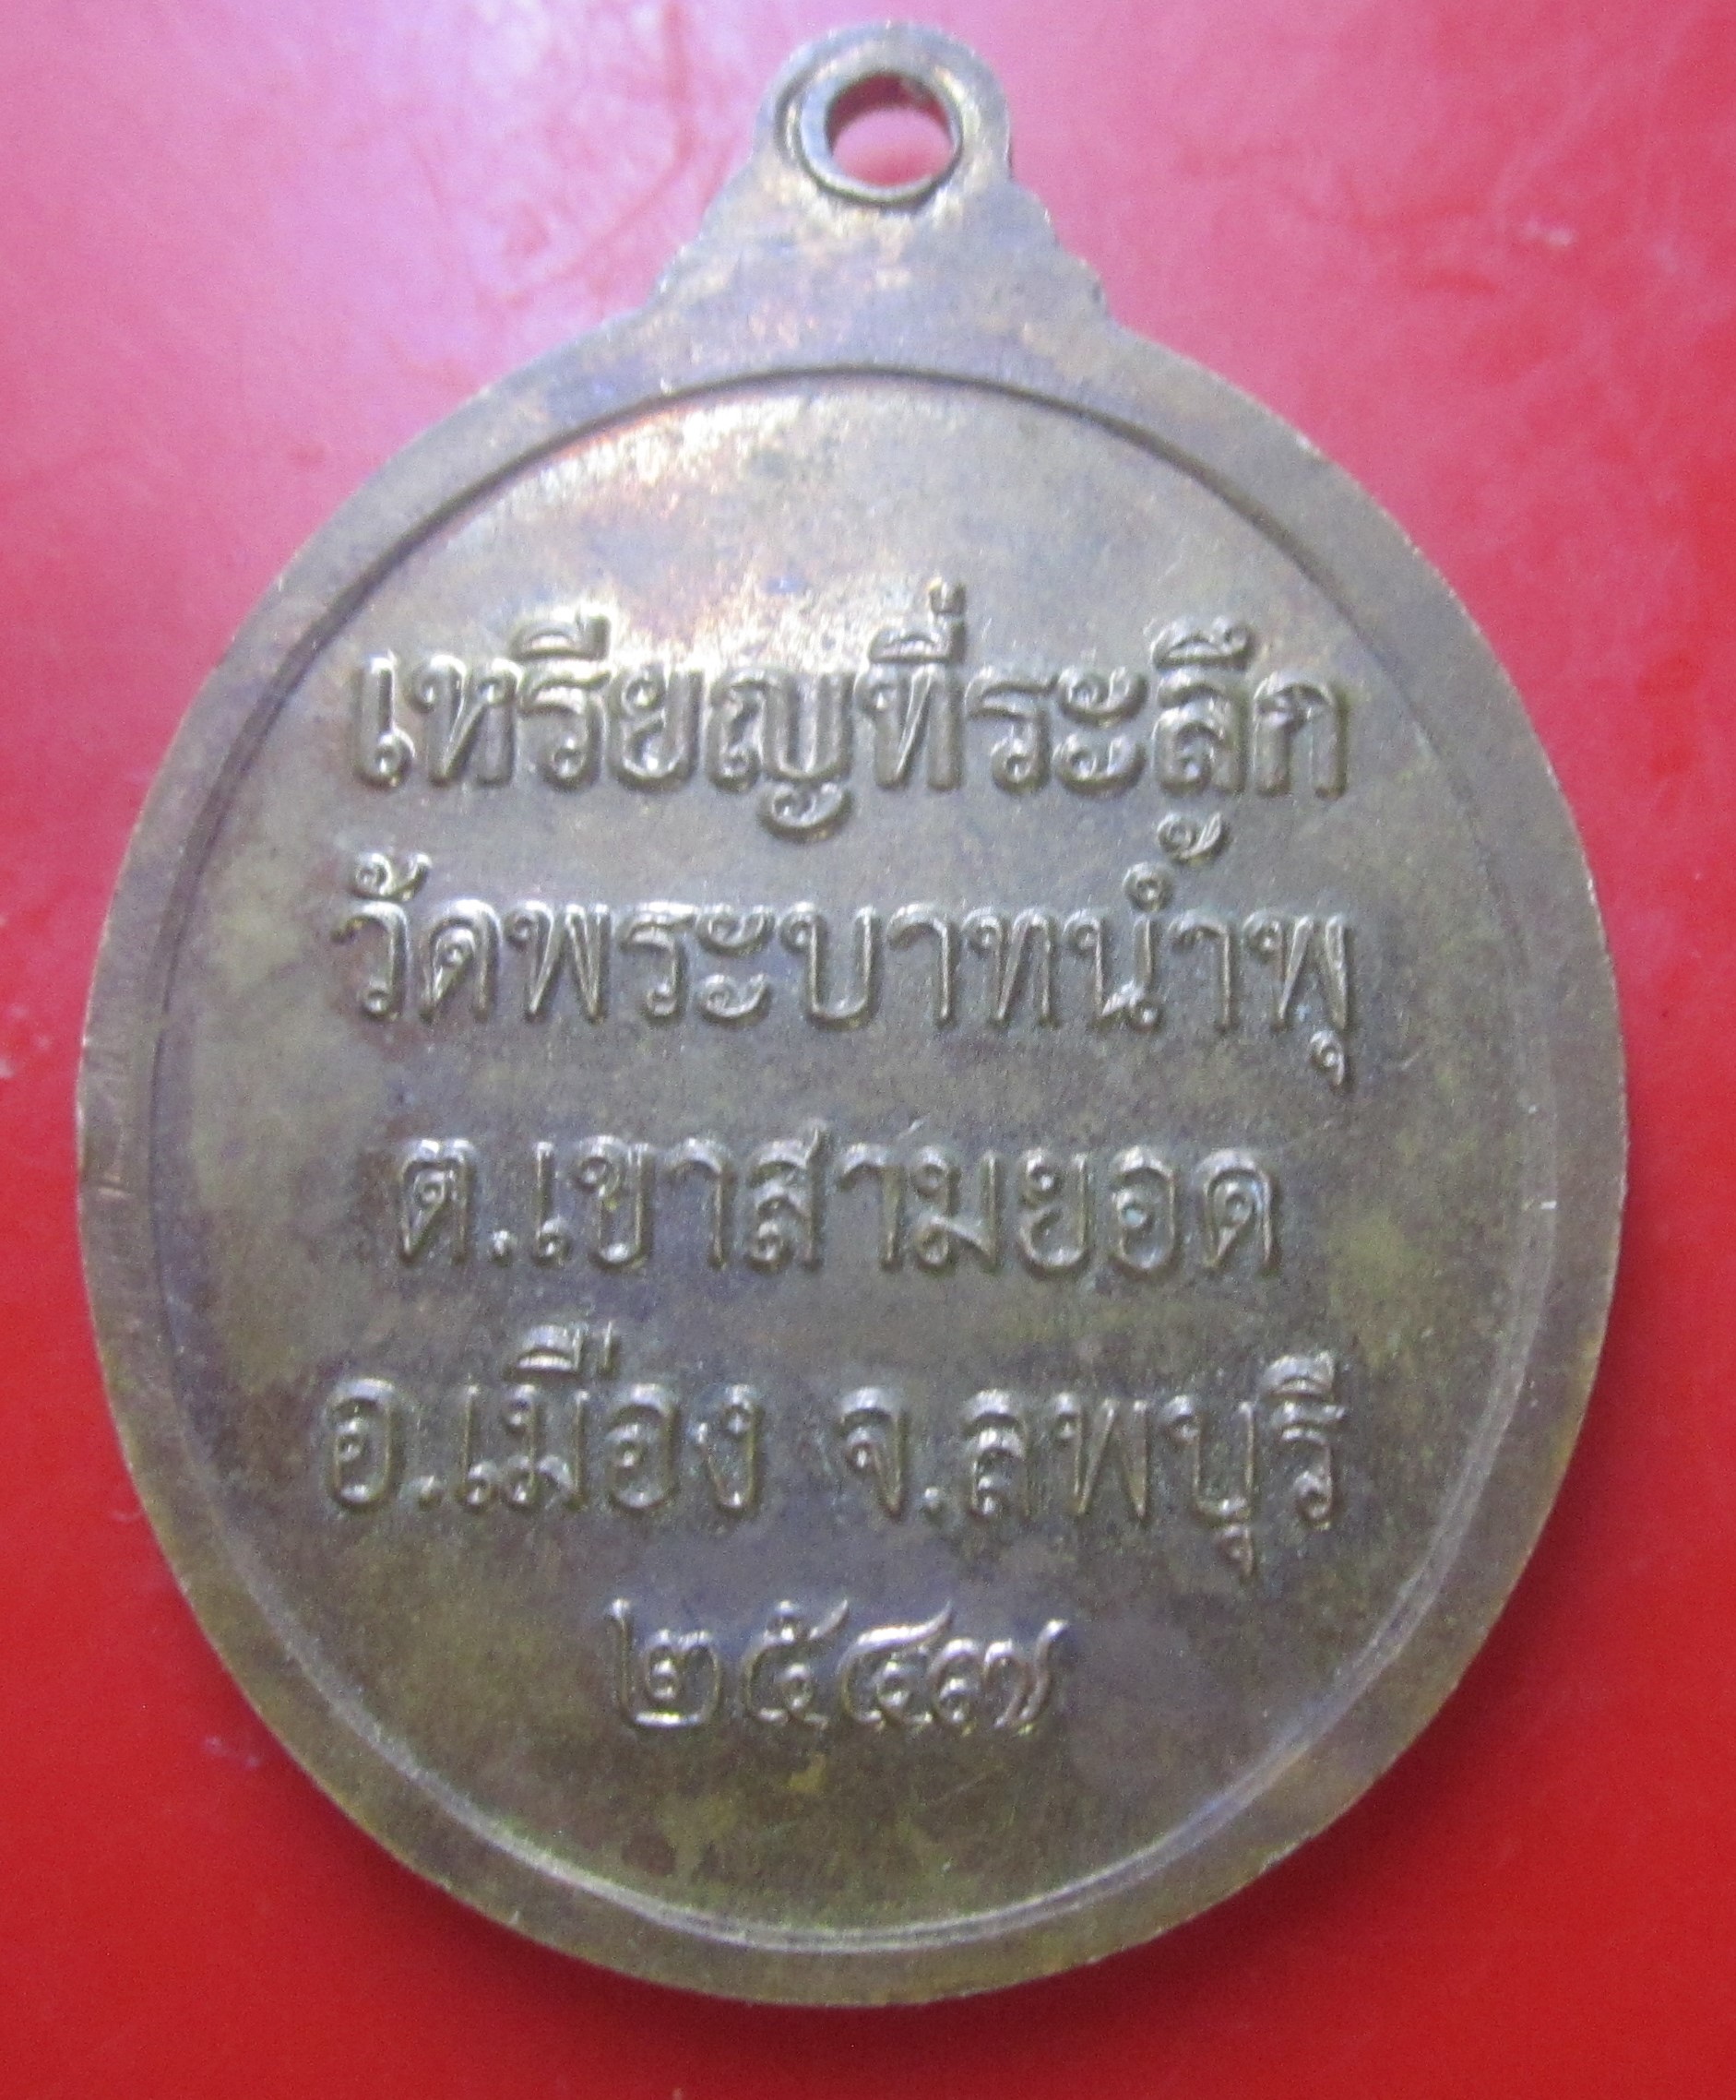 เหรียญที่ระลึก
วัดพระบาทน้ำพุ
ต.เขาสามยอด
อ.เมือง จ.ลพบุรี
๒๕๔๗